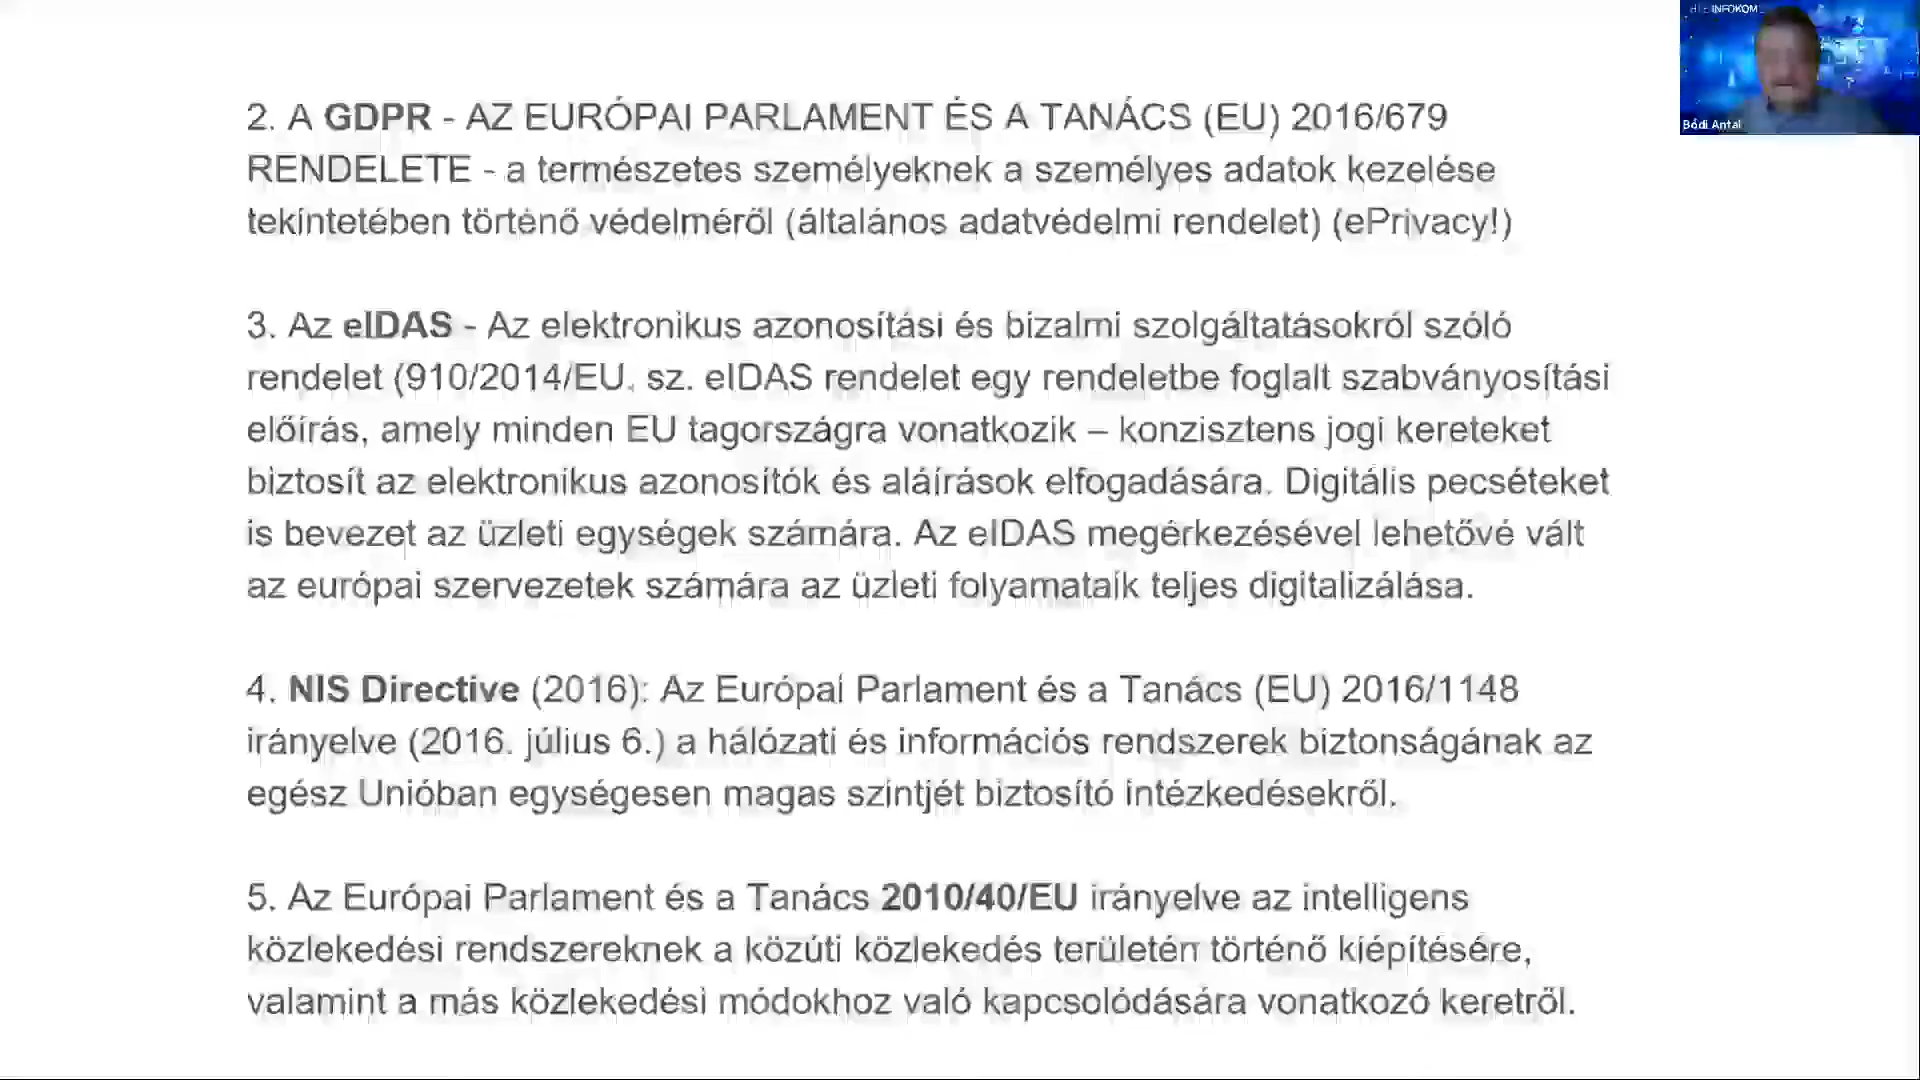 HTE INFOKOM
Bódi Antal
2. A GDPR - AZ EURÓPAI PARLAMENT ÉS A TANÁCS (EU) 2016/679
RENDELETE - a természetes személyeknek a személyes adatok kezelése
tekintetében történő védelméről (általános adatvédelmi rendelet) (ePrivacy!)
3. Az eIDAS - Az elektronikus azonosítási és bizalmi szolgáltatásokról szóló
rendelet (910/2014/EU. sz. eIDAS rendelet egy rendeletbe foglalt szabványosítási
előírás, amely minden EU tagországra vonatkozik – konzisztens jogi kereteket
biztosít az elektronikus azonosítók és aláírások elfogadására. Digitális pecséteket
is bevezet az üzleti egységek számára. Az eIDAS megérkezésével lehetővé vált
az európai szervezetek számára az üzleti folyamataik teljes digitalizálása.
4. NIS Directive (2016): Az Európai Parlament és a Tanács (EU) 2016/1148
irányelve (2016. július 6.) a hálózati és információs rendszerek biztonságának az
egész Unióban egységesen magas szintjét biztosító intézkedésekről.
5. Az Európai Parlament és a Tanács 2010/40/EU irányelve az intelligens
közlekedési rendszereknek a közúti közlekedés területén történő kiépítésére,
valamint a más közlekedési módokhoz való kapcsolódására vonatkozó keretről.